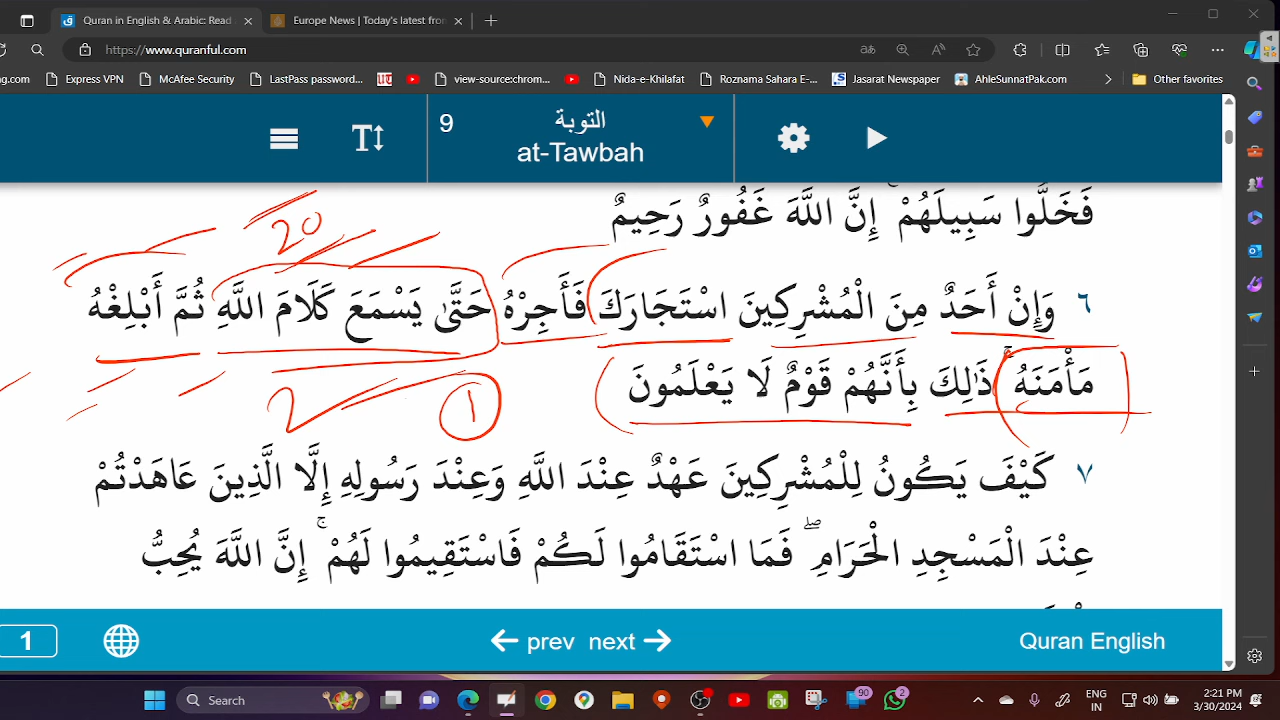 Quran in English & Arabic: Read
Europe News | Today's latest from
https://www.quranful.com
ng.com
Express VPN
McAfee Security
LastPass password...
view-source:chrom...
Nida-e-Khilafat
Roznama Sahara E-...
Jasarat Newspaper
AhleSunnatPak.com
Other favorites
9
التوبة
at-Tawbah
فَخَلُّوا سَبِيلَهُمْ ۚ إِنَّ اللَّهَ غَفُورٌ رَحِيمٌ
20
٦ وَإِنْ أَحَدٌ مِنَ الْمُشْرِكِينَ اسْتَجَارَكَ فَأَجِرْهُ حَتَّىٰ يَسْمَعَ كَلَامَ اللَّهِ ثُمَّ أَبْلِغْهُ
مَأْمَنَهُ ۚ ذَٰلِكَ بِأَنَّهُمْ قَوْمٌ لَا يَعْلَمُونَ
1
2
٧ كَيْفَ يَكُونُ لِلْمُشْرِكِينَ عَهْدٌ عِنْدَ اللَّهِ وَعِنْدَ رَسُولِهِ إِلَّا الَّذِينَ عَاهَدْتُمْ
عِنْدَ الْمَسْجِدِ الْحَرَامِ ۖ فَمَا اسْتَقَامُوا لَكُمْ فَاسْتَقِيمُوا لَهُمْ ۚ إِنَّ اللَّهَ يُحِبُّ
1
prev next
Quran English
Search
90
2
ENG
IN
2:21 PM
3/30/2024